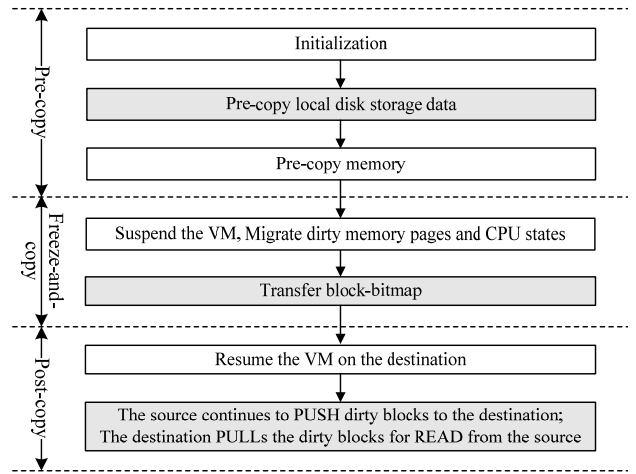 Pre-copy
Initialization
Pre-copy local disk storage data
Pre-copy memory
Freeze-and-
copy
Suspend the VM, Migrate dirty memory pages and CPU states
Transfer block-bitmap
Post-copy
Resume the VM on the destination
The source continues to PUSH dirty blocks to the destination;
The destination PULLs the dirty blocks for READ from the source